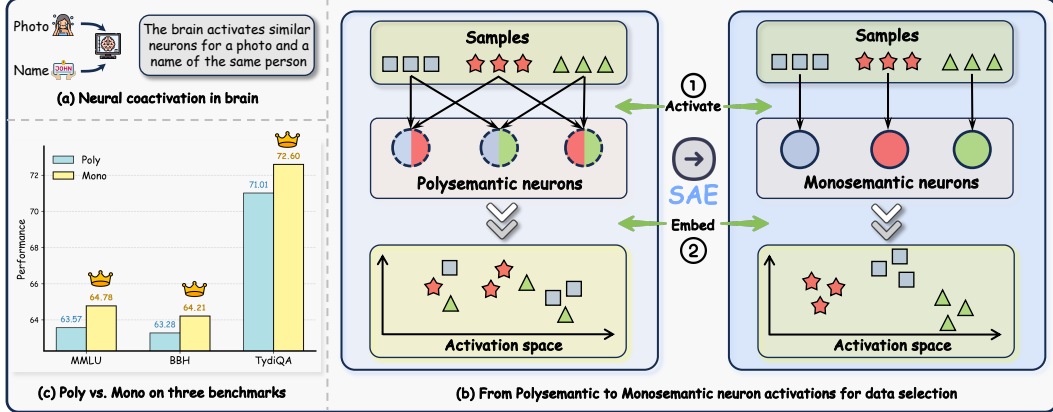 Photo
Name
JOHN
The brain activates similar
neurons for a photo and a
name of the same person
(a) Neural coactivation in brain
Poly
Mono
Performance
72
70
68
66
64
63.57
64.78
63.28
64.21
71.01
72.60
MMLU
BBH
TydiQA
(c) Poly vs. Mono on three benchmarks
Samples
Polysemantic neurons
Activation space
1
Activate
SAE
Embed
2
Samples
Monosemantic neurons
Activation space
(b) From Polysemantic to Monosemantic neuron activations for data selection